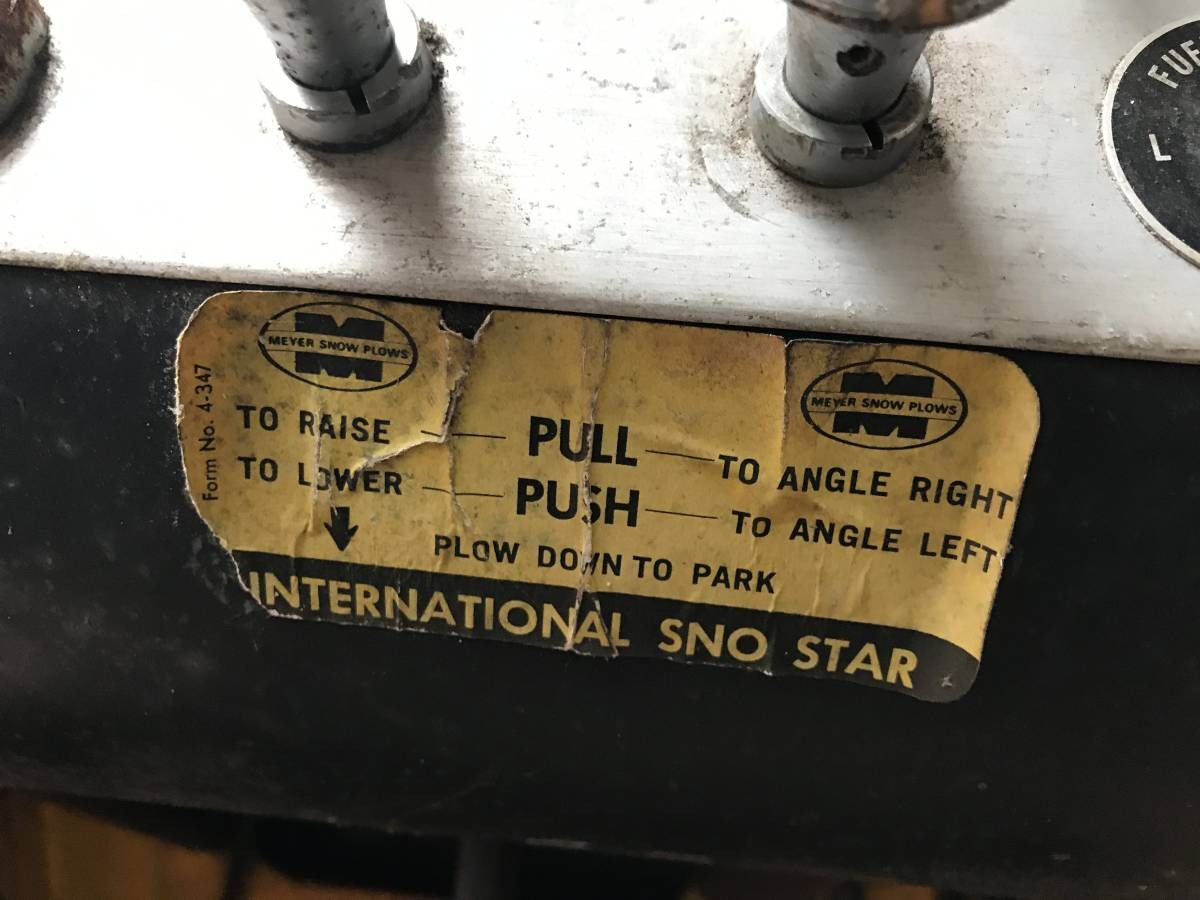 FUE
L
MEYER SNOW PLOWS
MEYER SNOW PLOWS
Form No. 4-347
TO RAISE — PULL — TO ANGLE RIGHT
TO LOWER — PUSH — TO ANGLE LEFT
PLOW DOWN TO PARK
INTERNATIONAL SNO STAR